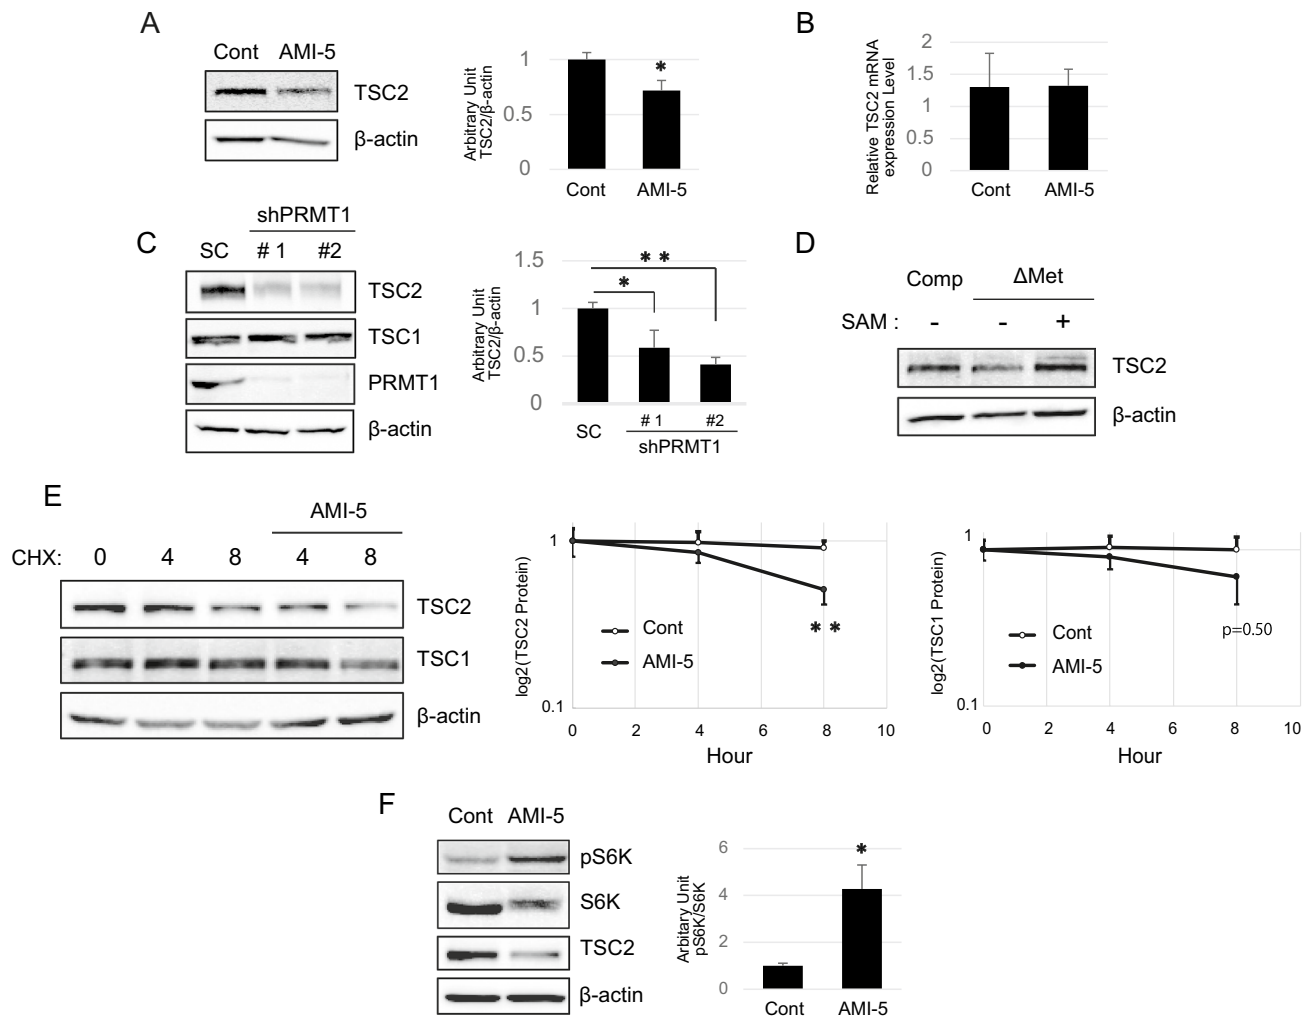 A
Cont AMI-5
TSC2
β-actin
Arbitrary Unit
TSC2/β-actin
1
0.5
0
*
Cont AMI-5
B
Relative TSC2 mRNA
expression Level
2
1.5
1
0.5
0
Cont AMI-5
C
shPRMT1
SC # 1 #2
TSC2
TSC1
PRMT1
β-actin
Arbitrary Unit
TSC2/β-actin
1.5
1
0.5
0
* *
*
SC # 1 #2
shPRMT1
D
Comp ΔMet
SAM : - - +
TSC2
β-actin
E
AMI-5
CHX: 0 4 8 4 8
TSC2
TSC1
β-actin
log2(TSC2 Protein)
1
0.1
Cont
AMI-5
* *
0 2 4 6 8 10
Hour
log2(TSC1 Protein)
1
0.1
Cont
AMI-5
p=0.50
0 2 4 6 8 10
Hour
F
Cont AMI-5
pS6K
S6K
TSC2
β-actin
Arbitary Unit
pS6K/S6K
6
4
2
0
*
Cont AMI-5